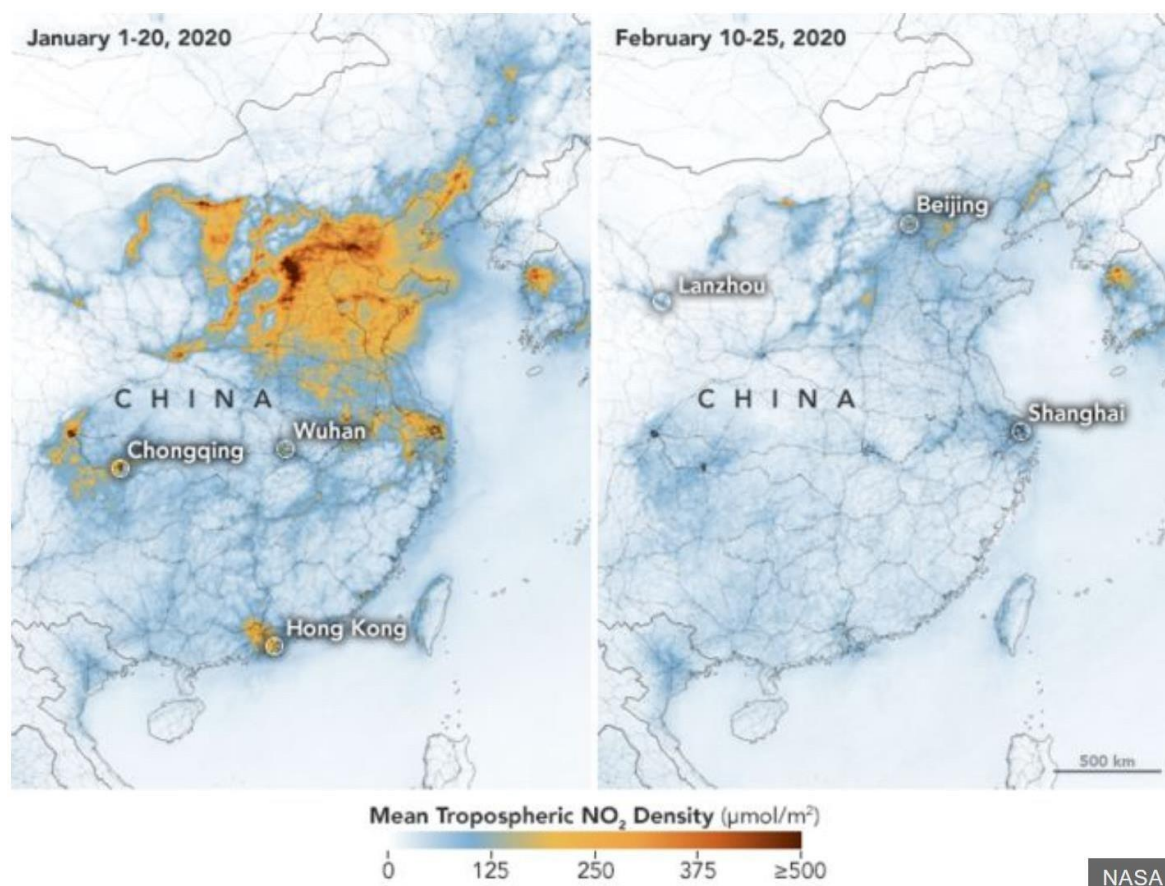 January 1-20, 2020
CHINA
Wuhan
Chongqing
Hong Kong
February 10-25, 2020
Beijing
Lanzhou
CHINA
Shanghai
500 km
Mean Tropospheric NO₂ Density (µmol/m²)
0 125 250 375 ≥500
NASA